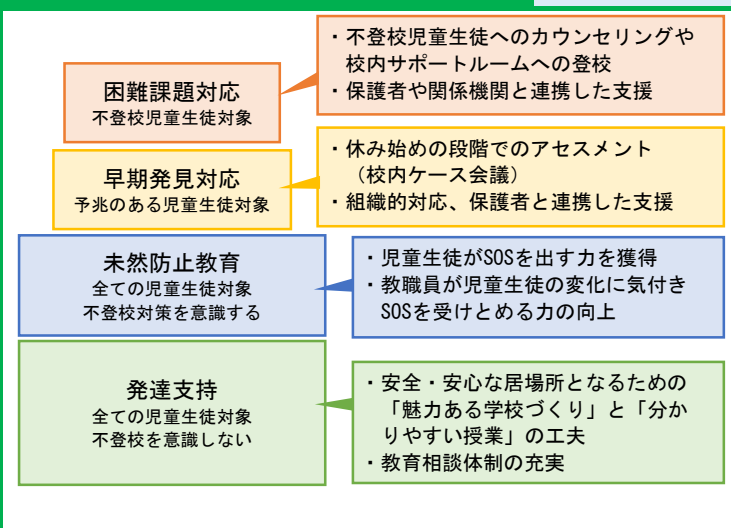 困難課題対応
不登校児童生徒対象
・不登校児童生徒へのカウンセリングや
校内サポートルームへの登校
・保護者や関係機関と連携した支援
早期発見対応
予兆のある児童生徒対象
・休み始めの段階でのアセスメント
（校内ケース会議）
・組織的対応、保護者と連携した支援
未然防止教育
全ての児童生徒対象
不登校対策を意識する
・児童生徒がSOSを出す力を獲得
・教職員が児童生徒の変化に気付き
SOSを受けとめる力の向上
発達支持
全ての児童生徒対象
不登校を意識しない
・安全・安心な居場所となるための
「魅力ある学校づくり」と「分か
りやすい授業」の工夫
・教育相談体制の充実